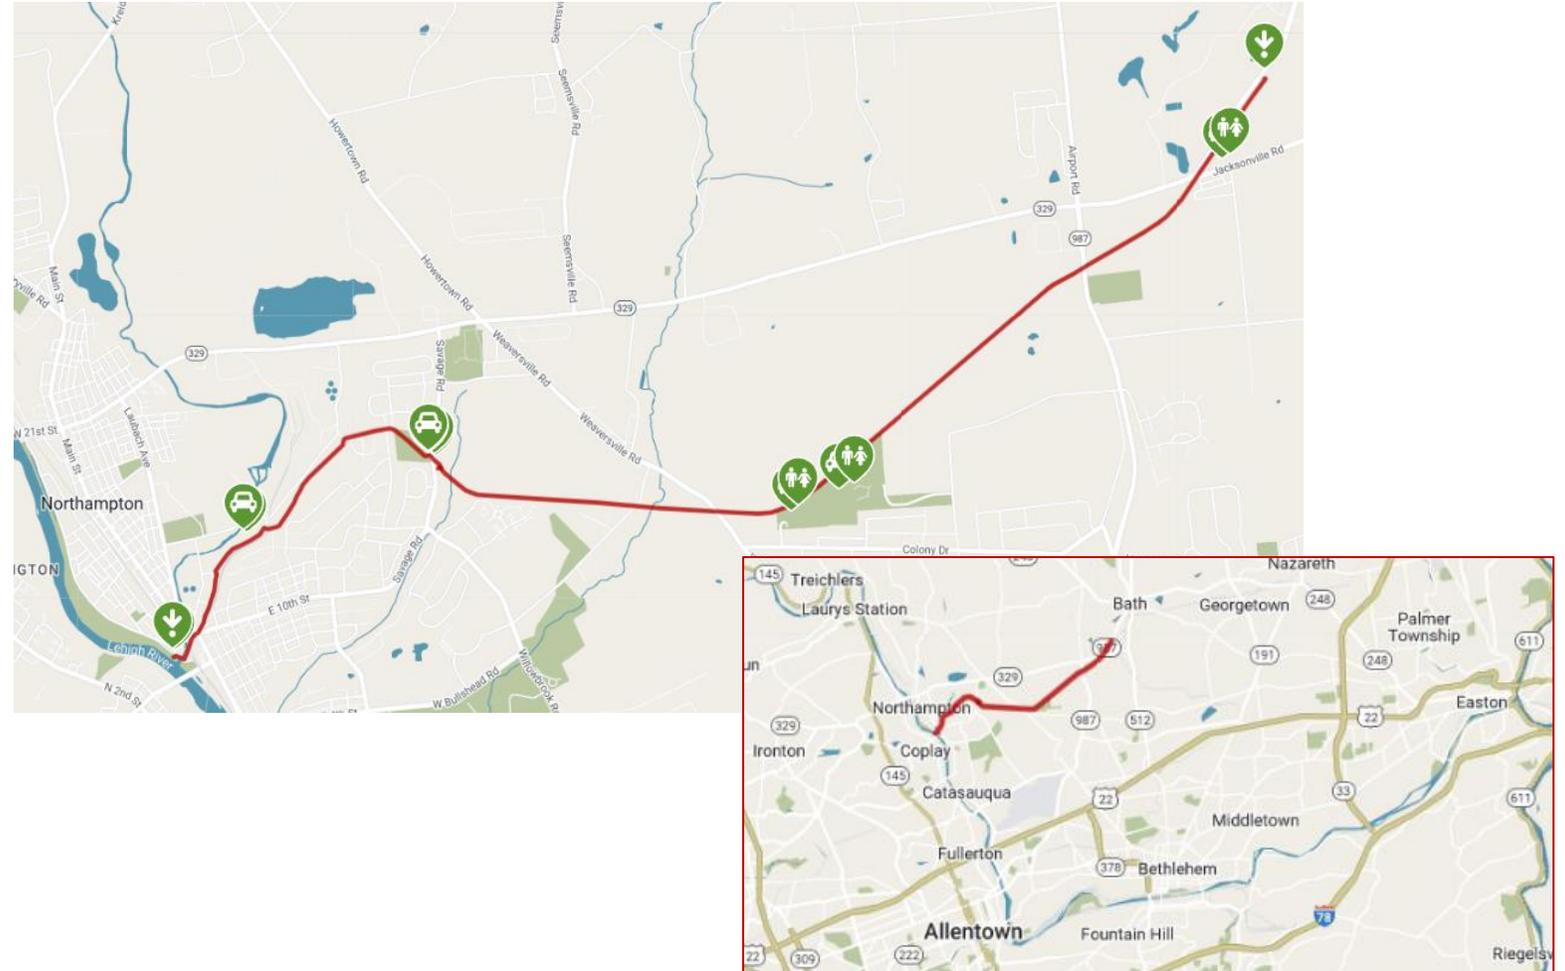 Seemsville Rd
Howertown Rd
Airport Rd
Jacksonville Rd
329
987
Seemsville Rd
Howertown Rd
Main St
329
Weaversville Rd
Savage Rd
329
Laubach Ave
W 21st St
Main St
Weaversville Rd
Northampton
Colony Dr
Savage Rd
E 10th St
Lehigh River
N 2nd St
W Bullshead Rd
145
Treichlers
Nazareth
Laurys Station
Bath
Georgetown
248
Palmer
Township
611
191
248
329
Northampton
Easton
329
987
512
22
Ironton
Coplay
145
Catasauqua
22
33
611
Middletown
Fullerton
378
Bethlehem
78
Allentown
Fountain Hill
22
309
222